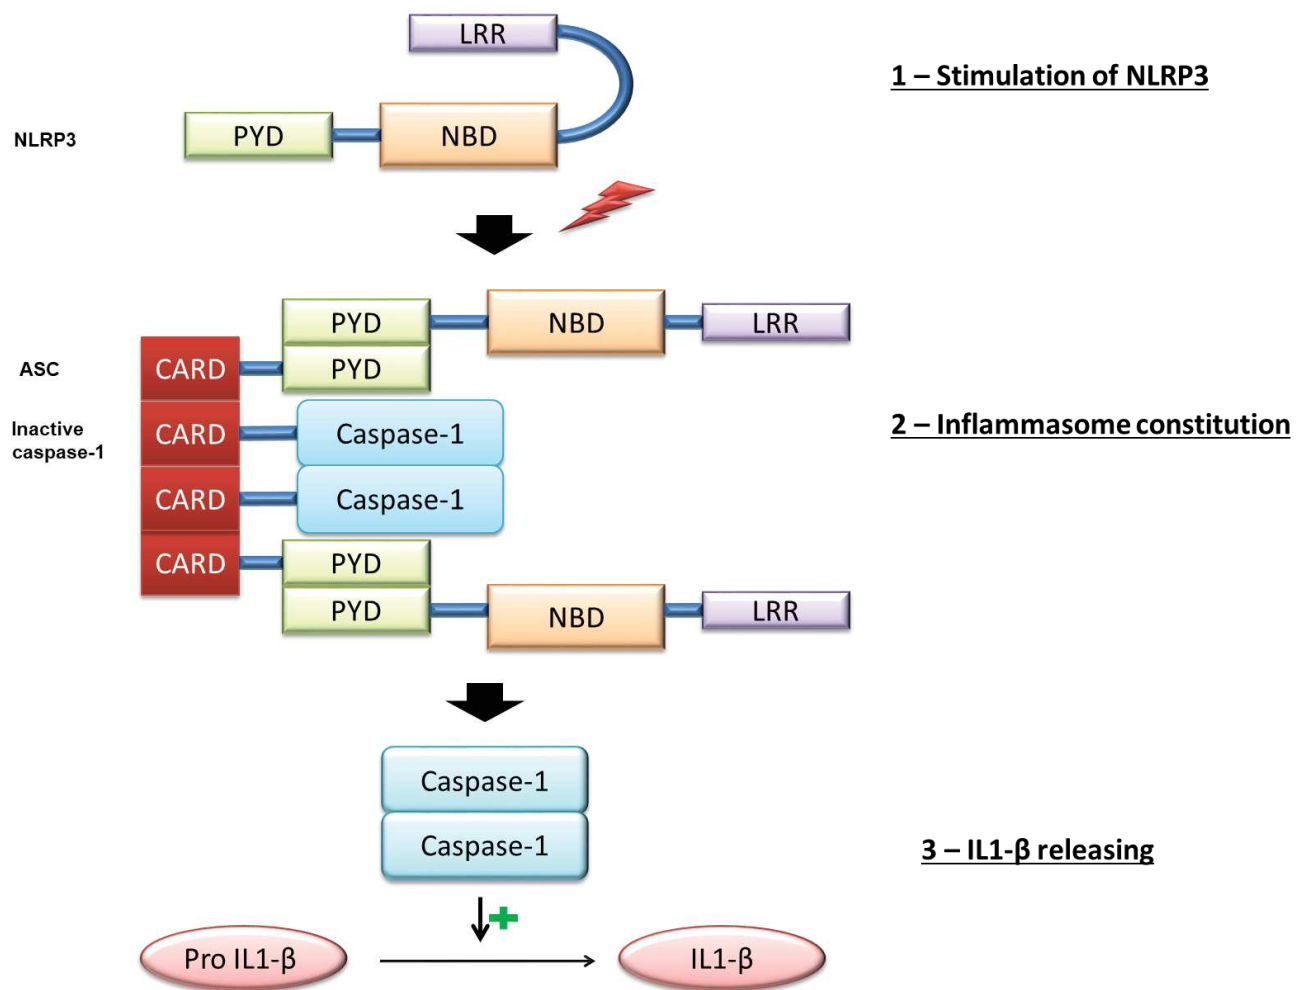 LRR
1 – Stimulation of NLRP3
NLRP3
PYD
NBD
PYD
NBD
LRR
ASC
CARD
PYD
Inactive
caspase-1
CARD
Caspase-1
2 – Inflammasome constitution
CARD
Caspase-1
CARD
PYD
PYD
NBD
LRR
Caspase-1
Caspase-1
3 – IL1-β releasing
Pro IL1-β
IL1-β